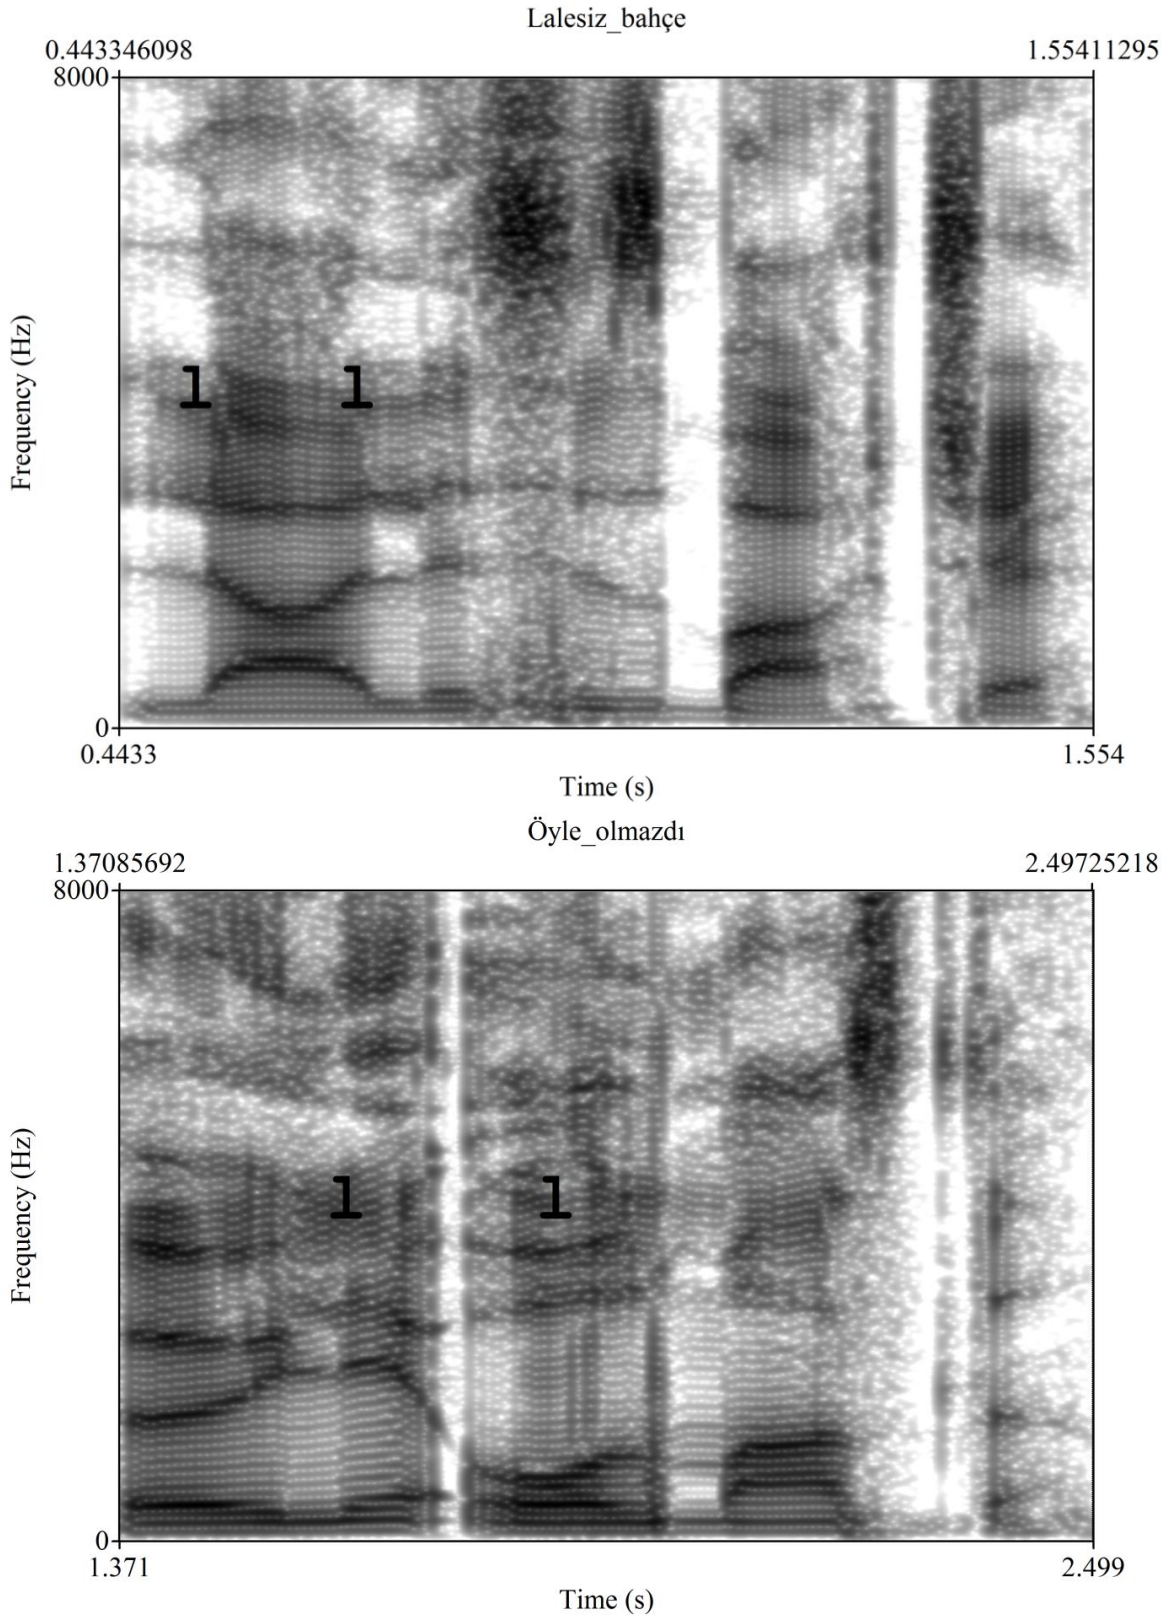 Lalesiz_bahçe
0.443346098 1.55411295
8000
l l
Frequency (Hz)
0
0.4433 1.554
Time (s)
Öyle_olmazdı
1.37085692 2.49725218
8000
l l
Frequency (Hz)
0
1.371 2.499
Time (s)